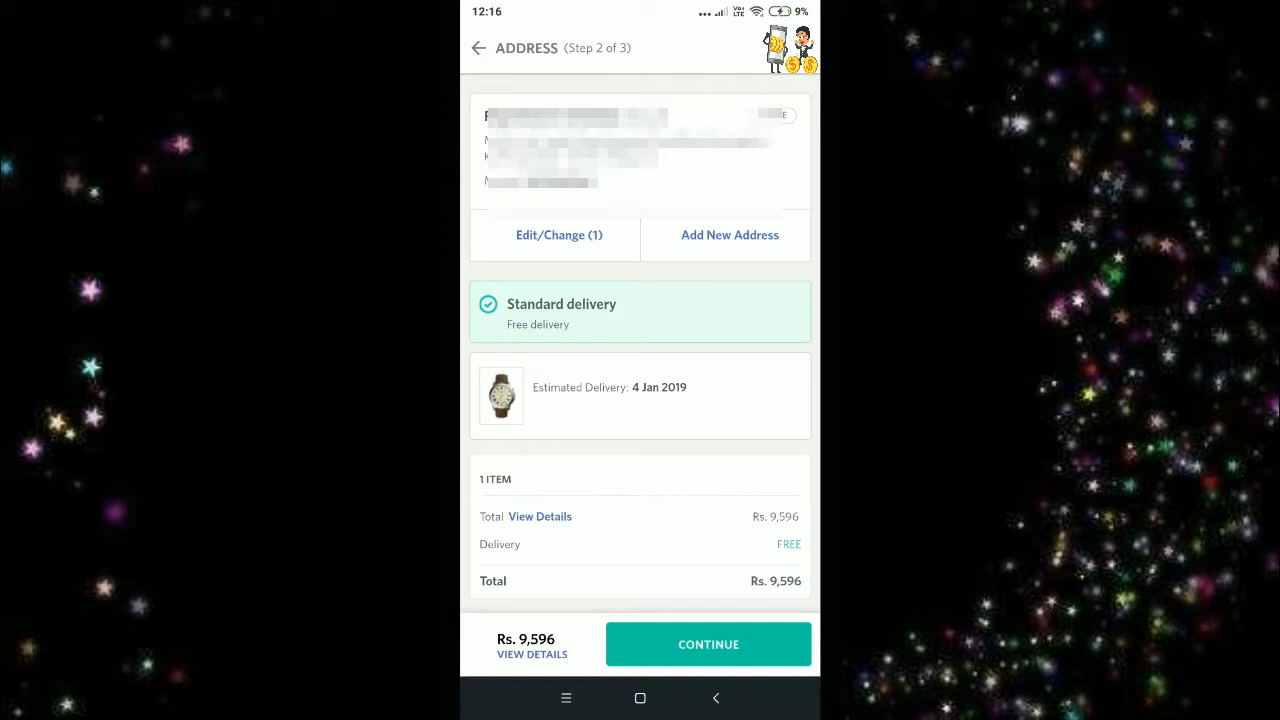 12:16
Vo) LTE
9%
ADDRESS (Step 2 of 3)
Edit/Change (1)
Add New Address
Standard delivery
Free delivery
Estimated Delivery: 4 Jan 2019
1 ITEM
Total View Details Rs. 9,596
Delivery FREE
Total Rs. 9,596
Rs. 9,596
VIEW DETAILS
CONTINUE